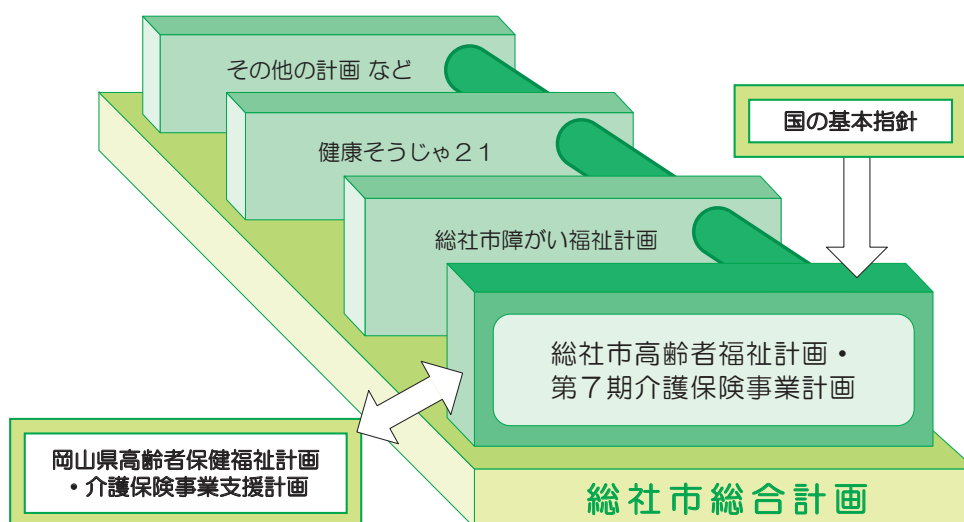 その他の計画 など
健康そうじゃ２１
総社市障がい福祉計画
国の基本指針
総社市高齢者福祉計画・
第７期介護保険事業計画
岡山県高齢者保健福祉計画
・介護保険事業支援計画
総社市総合計画